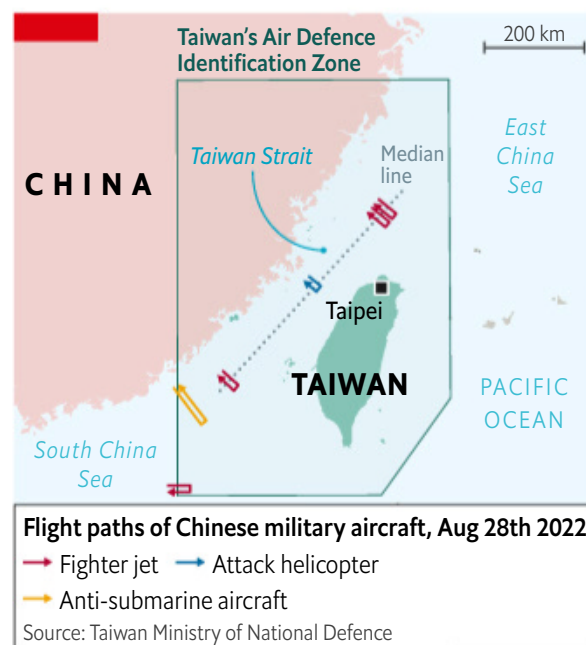 Taiwan's Air Defence
Identification Zone
200 km
East
China
Sea
Taiwan Strait
Median
line
CHINA
Taipei
TAIWAN
PACIFIC
OCEAN
South China
Sea
Flight paths of Chinese military aircraft, Aug 28th 2022
Fighter jet
Attack helicopter
Anti-submarine aircraft
Source: Taiwan Ministry of National Defence